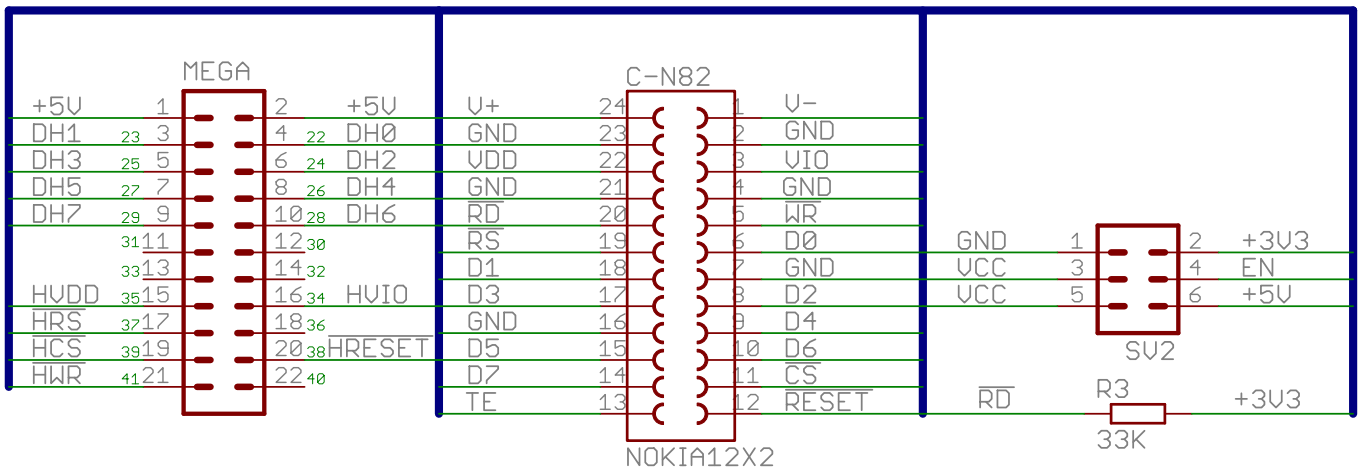 MEGA
C-N82
+5V 1 2 +5V V+ 24 1 V-
DH1 23 3 4 22 DH0 GND 23 2 GND
DH3 25 5 6 24 DH2 VDD 22 3 VIO
DH5 27 7 8 26 DH4 GND 21 4 GND
DH7 29 9 10 28 DH6 RD 20 5 WR
31 11 12 30 RS 19 6 D0 GND 1 2 +3V3
33 13 14 32 D1 18 7 GND VCC 3 4 EN
HVDD 35 15 16 34 HVIO D3 17 8 D2 VCC 5 6 +5V
HRS 37 17 18 36 GND 16 9 D4
HCS 39 19 20 38 HRESET D5 15 10 D6 SV2
HWR 41 21 22 40 D7 14 11 CS
TE 13 12 RESET RD R3 +3V3
33K
NOKIA12X2